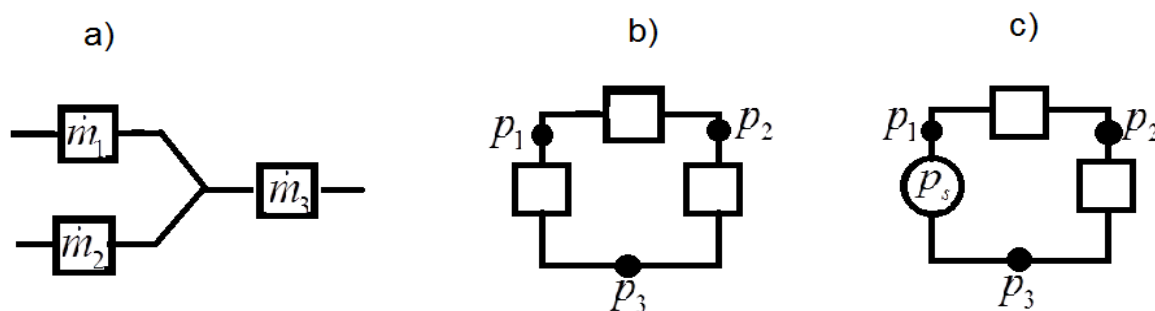 a)
ṁ₁
ṁ₂
ṁ₃
b)
p₁
p₂
p₃
c)
p₁
p₂
pₛ
p₃